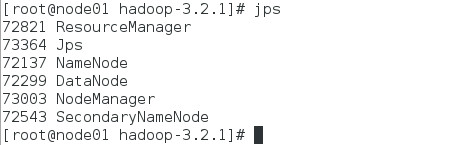 [root@node01 hadoop-3.2.1]# jps
72821 ResourceManager
73364 Jps
72137 NameNode
72299 DataNode
73003 NodeManager
72543 SecondaryNameNode
[root@node01 hadoop-3.2.1]#